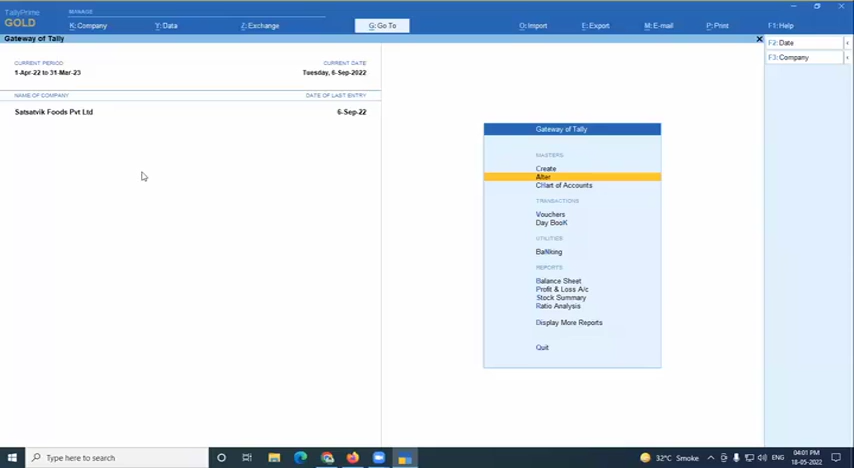 TallyPrime
GOLD
MANAGE
K: Company
Y: Data
Z: Exchange
G: Go To
O: Import
E: Export
M: E-mail
P: Print
F1: Help
Gateway of Tally
CURRENT PERIOD
CURRENT DATE
1-Apr-22 to 31-Mar-23
Tuesday, 6-Sep-2022
NAME OF COMPANY
DATE OF LAST ENTRY
Satsatvik Foods Pvt Ltd
6-Sep-22
Gateway of Tally
MASTERS
Create
Alter
CHart of Accounts
TRANSACTIONS
Vouchers
Day BooK
UTILITIES
BaNking
REPORTS
Balance Sheet
Profit & Loss A/c
Stock Summary
Ratio Analysis
Display More Reports
Quit
F2: Date
F3: Company
Type here to search
32°C Smoke
ENG
04:01 PM
18-05-2022